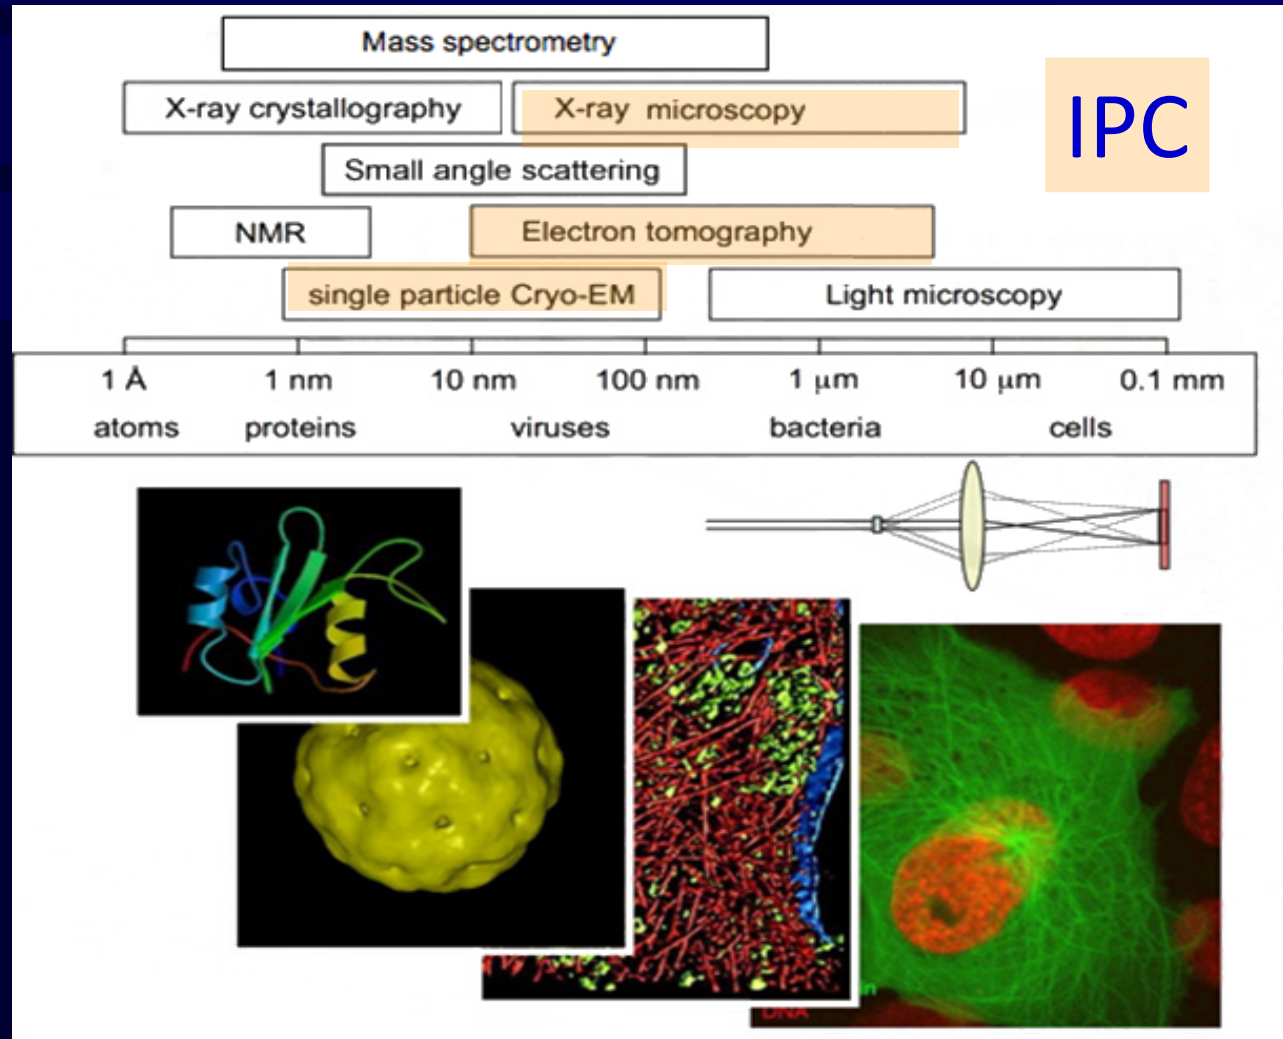 Mass spectrometry
X-ray crystallography
X-ray microscopy
IPC
Small angle scattering
NMR
Electron tomography
single particle Cryo-EM
Light microscopy
1 Å 1 nm 10 nm 100 nm 1 μm 10 μm 0.1 mm
atoms proteins viruses bacteria cells
DNA